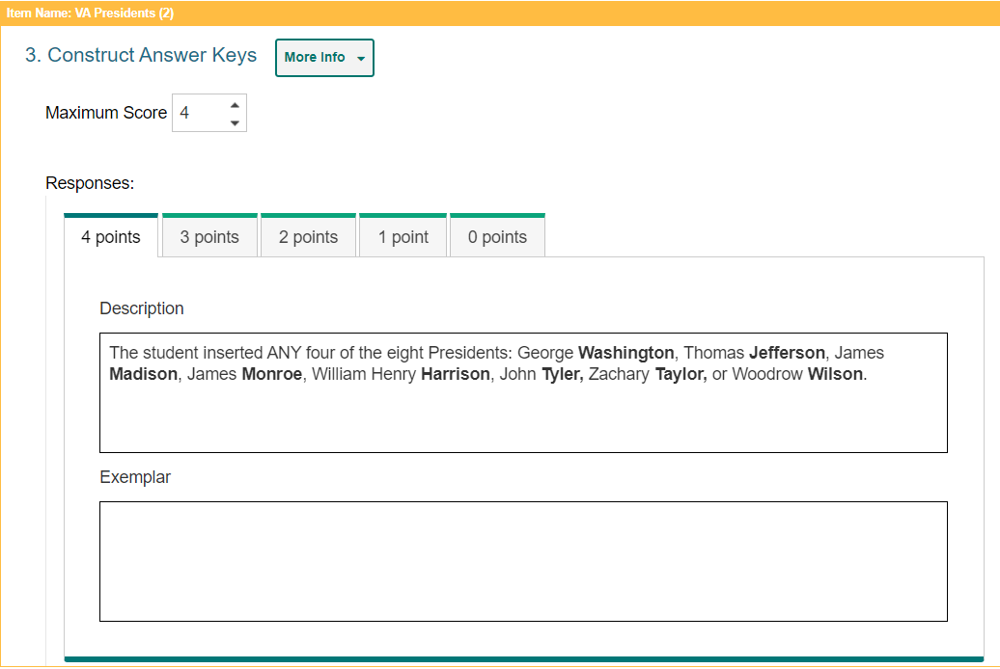 Item Name: VA Presidents (2)
3. Construct Answer Keys
More Info
Maximum Score 4
Responses:
4 points 3 points 2 points 1 point 0 points
Description
The student inserted ANY four of the eight Presidents: George Washington, Thomas Jefferson, James
Madison, James Monroe, William Henry Harrison, John Tyler, Zachary Taylor, or Woodrow Wilson.
Exemplar